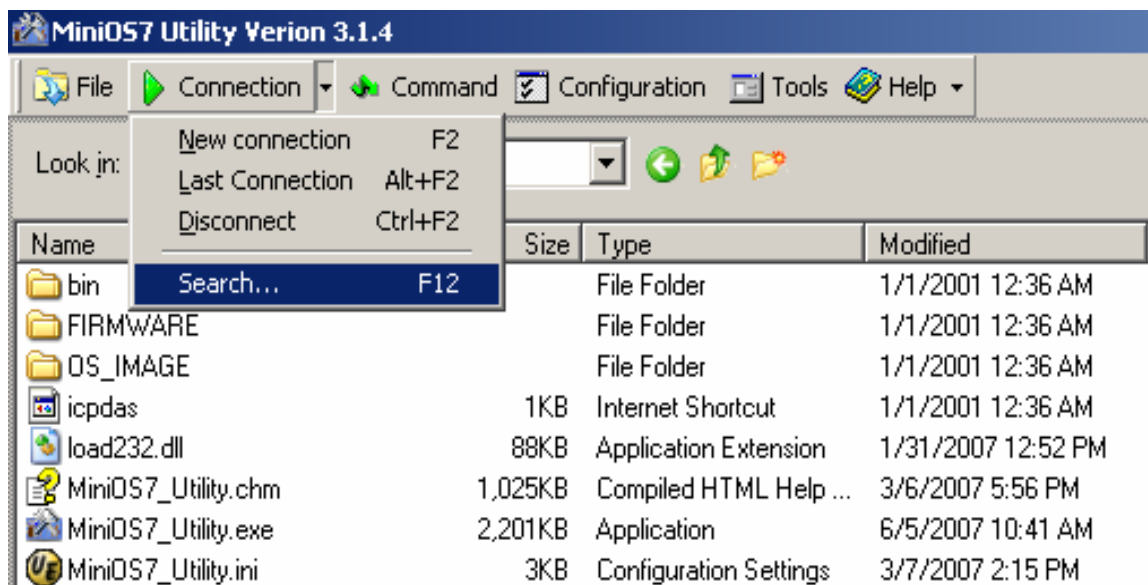 MiniOS7 Utility Verion 3.1.4
File Connection Command Configuration Tools Help
New connection F2
Look in:
Last Connection Alt+F2
Disconnect Ctrl+F2
Name Size Type Modified
Search... F12
bin File Folder 1/1/2001 12:36 AM
FIRMWARE File Folder 1/1/2001 12:36 AM
OS_IMAGE File Folder 1/1/2001 12:36 AM
icpdas 1KB Internet Shortcut 1/1/2001 12:36 AM
load232.dll 88KB Application Extension 1/31/2007 12:52 PM
MiniOS7_Utility.chm 1,025KB Compiled HTML Help ... 3/6/2007 5:56 PM
MiniOS7_Utility.exe 2,201KB Application 6/5/2007 10:41 AM
MiniOS7_Utility.ini 3KB Configuration Settings 3/7/2007 2:15 PM